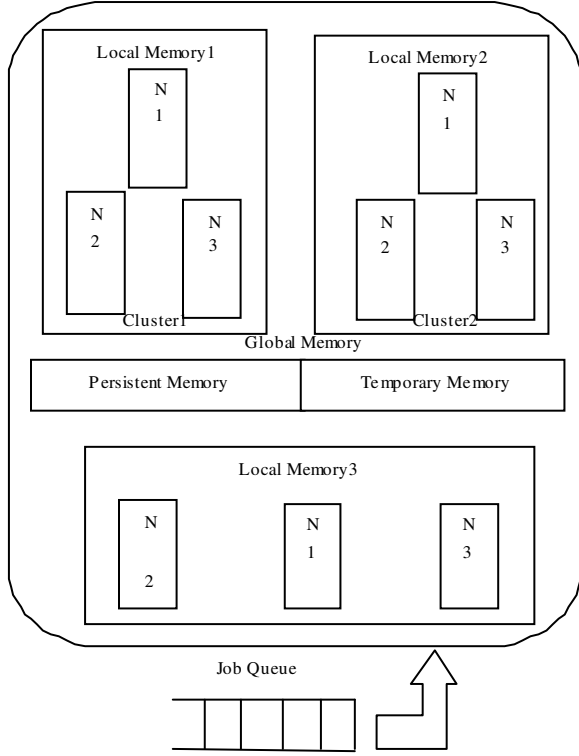 Local Memory1
N
1
N
2
N
3
Cluster1
Local Memory2
N
1
N
2
N
3
Cluster2
Global Memory
Persistent Memory
Temporary Memory
Local Memory3
N
2
N
1
N
3
Job Queue